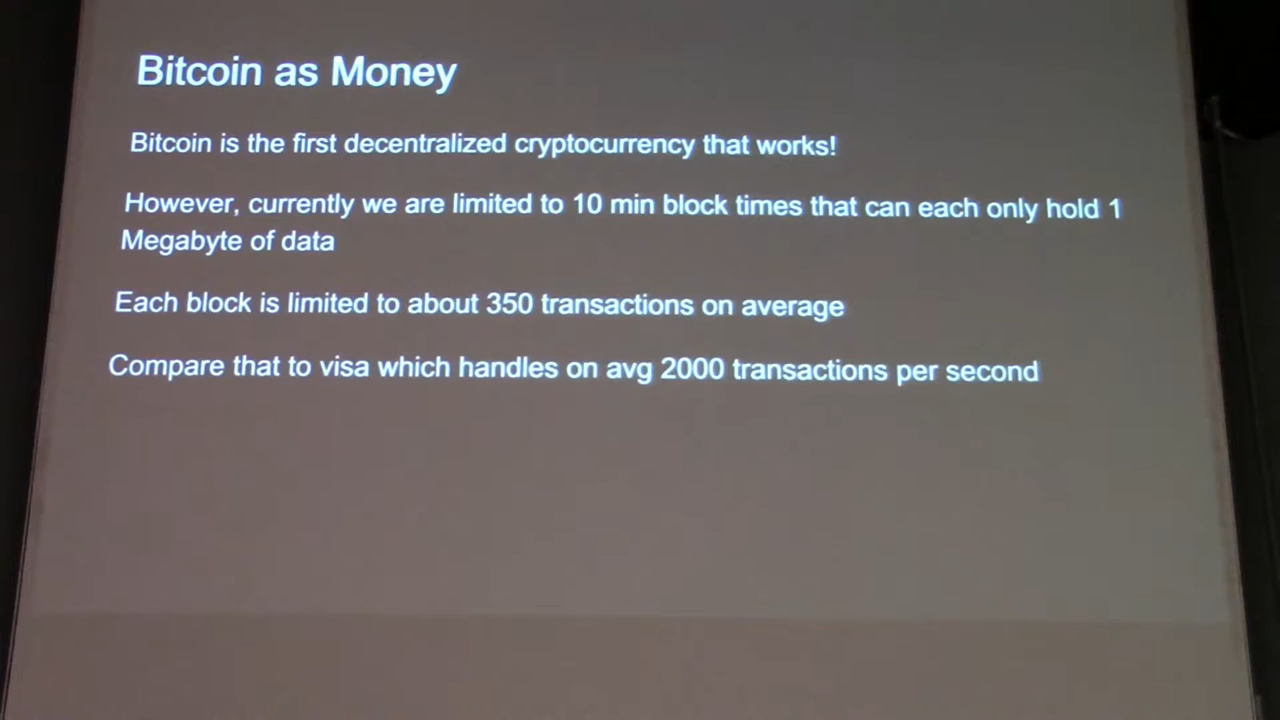 Bitcoin as Money
Bitcoin is the first decentralized cryptocurrency that works!
However, currently we are limited to 10 min block times that can each only hold 1
Megabyte of data
Each block is limited to about 350 transactions on average
Compare that to visa which handles on avg 2000 transactions per second